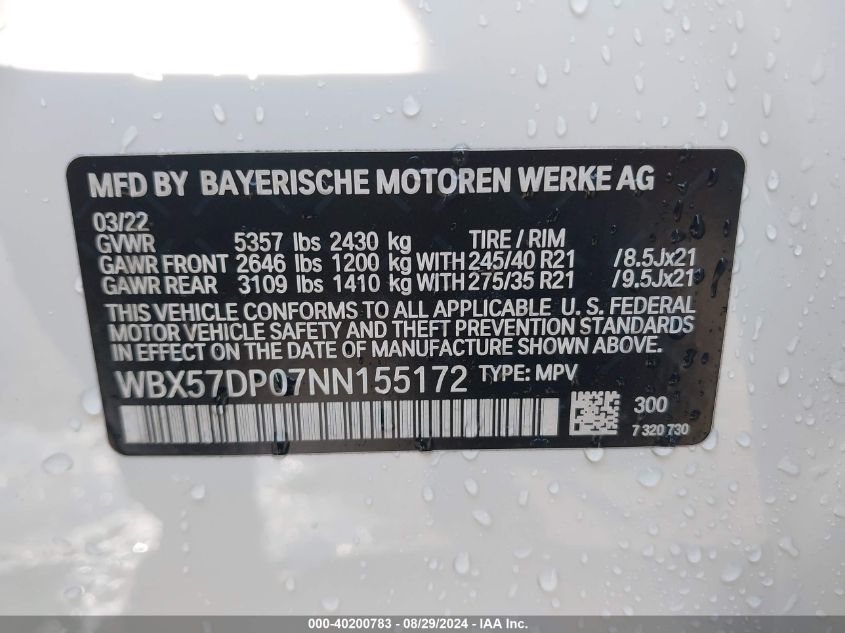 MFD BY BAYERISCHE MOTOREN WERKE AG
03/22
GVWR 5357 lbs 2430 kg TIRE / RIM
GAWR FRONT 2646 lbs 1200 kg WITH 245/40 R21 /8.5Jx21
GAWR REAR 3109 lbs 1410 kg WITH 275/35 R21 /9.5Jx21
THIS VEHICLE CONFORMS TO ALL APPLICABLE U. S. FEDERAL
MOTOR VEHICLE SAFETY AND THEFT PREVENTION STANDARDS
IN EFFECT ON THE DATE OF MANUFACTURE SHOWN ABOVE.
WBX57DP07NN155172 TYPE: MPV
300
7 320 730
000-40200783 - 08/29/2024 - IAA Inc.